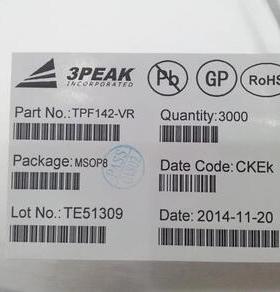 3PEAK
INCORPORATED
Pb
GP
RoHS
Part No.: TPF142-VR
Quantity: 3000
Package: MSOP8
Date Code: CKEk
Lot No.: TE51309
Date: 2014-11-20